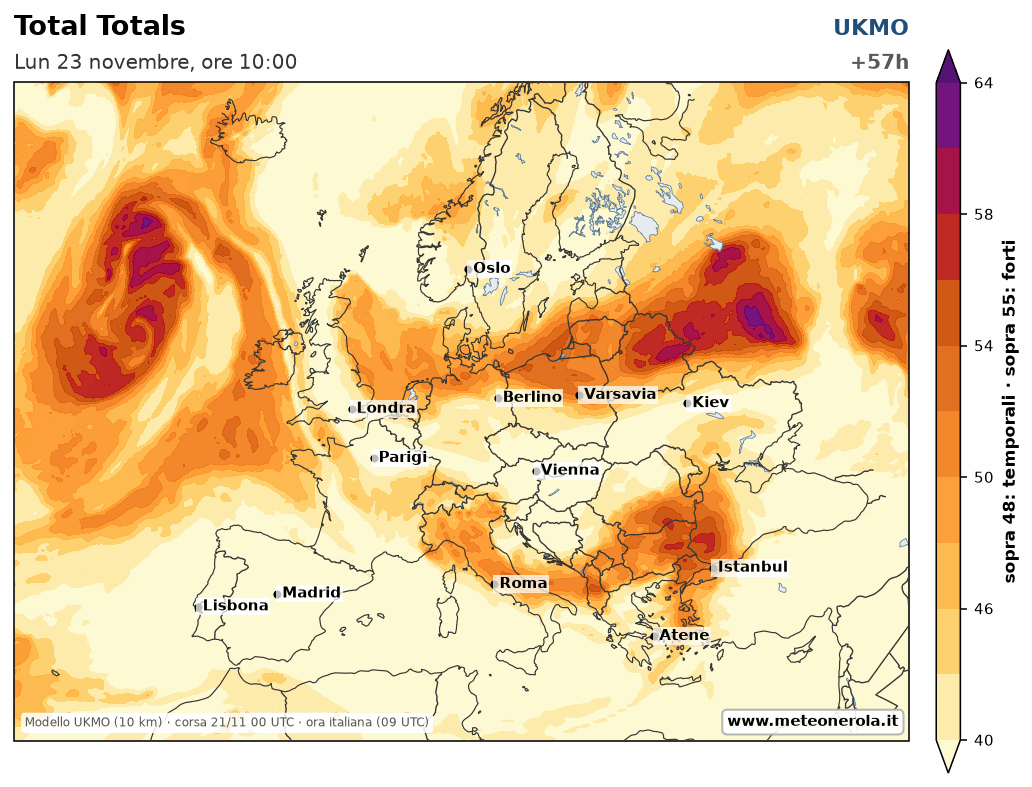 Total Totals
UKMO
Lun 23 novembre, ore 10:00
+57h
64
58
54
50
46
40
sopra 48: temporali · sopra 55: forti
Oslo
Londra
Berlino
Varsavia
Kiev
Parigi
Vienna
Istanbul
Roma
Madrid
Lisbona
Atene
Modello UKMO (10 km) · corsa 21/11 00 UTC · ora italiana (09 UTC)
www.meteonerola.it